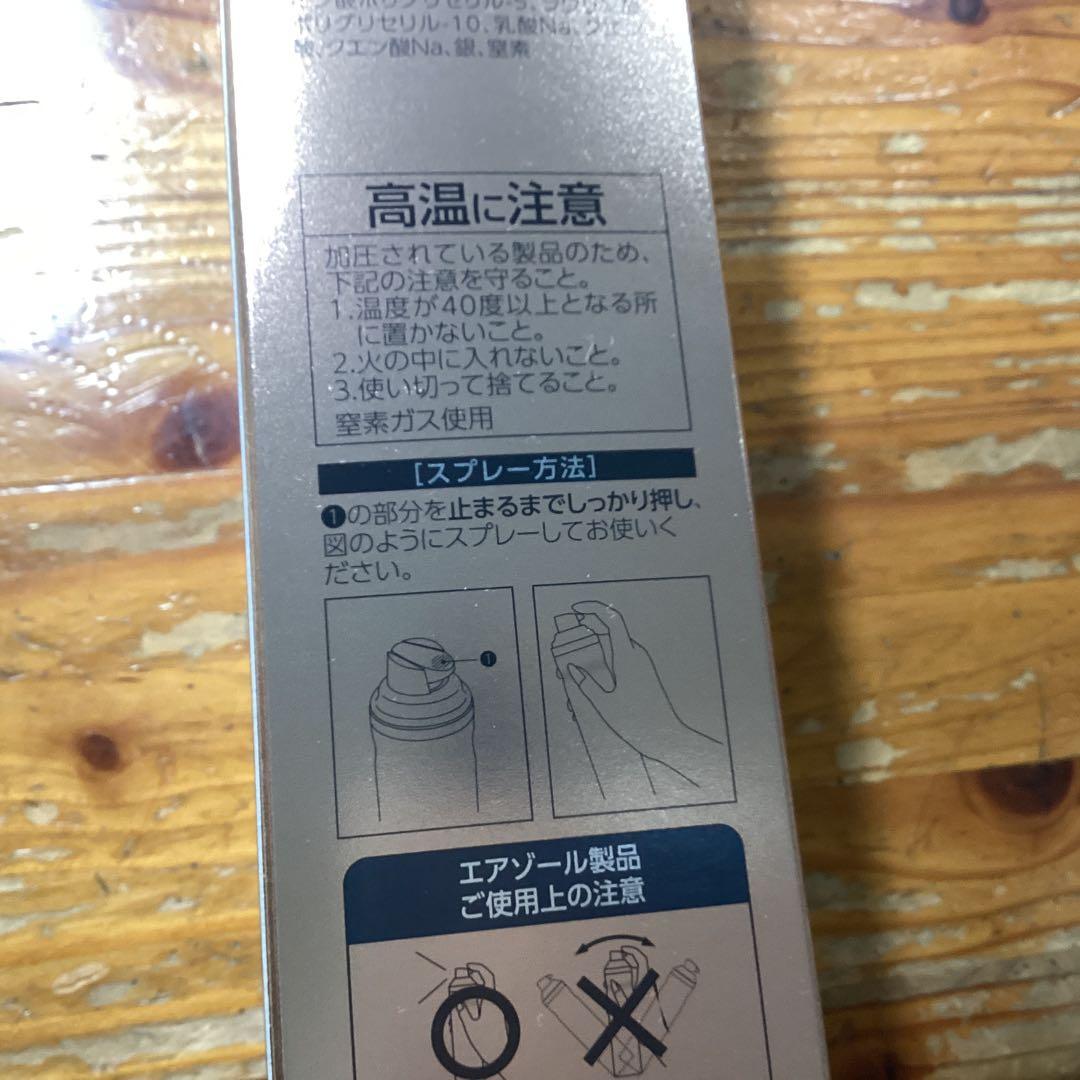 ポリグリセリル-10、乳酸Na、クエン
酸、クエン酸Na、銀、窒素
高温に注意
加圧されている製品のため、
下記の注意を守ること。
1.温度が40度以上となる所
に置かないこと。
2.火の中に入れないこと。
3.使い切って捨てること。
窒素ガス使用
[スプレー方法]
❶の部分を止まるまでしっかり押し、
図のようにスプレーしてお使いく
ださい。
❶
エアゾール製品
ご使用上の注意